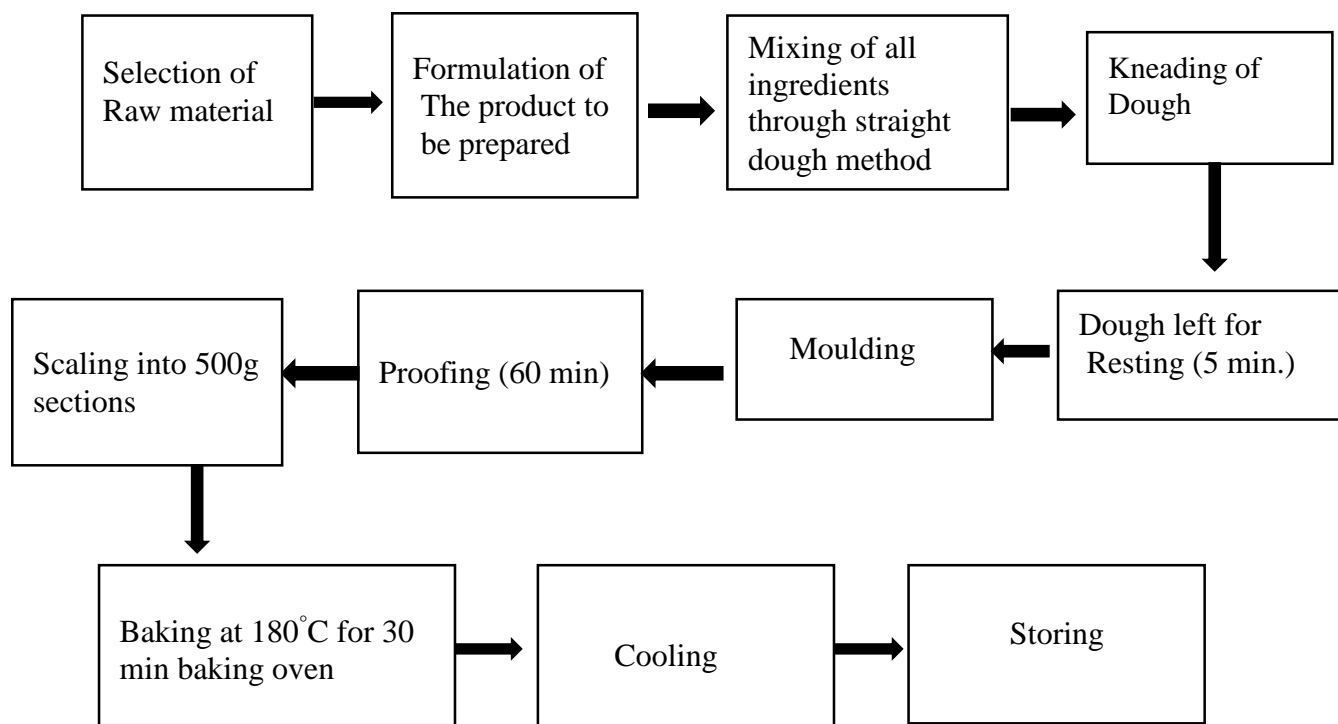 Selection of
Raw material
Formulation of
The product to
be prepared
Mixing of all
ingredients
through straight
dough method
Kneading of
Dough
Dough left for
Resting (5 min.)
Moulding
Proofing (60 min)
Scaling into 500g
sections
Baking at 180°C for 30
min baking oven
Cooling
Storing